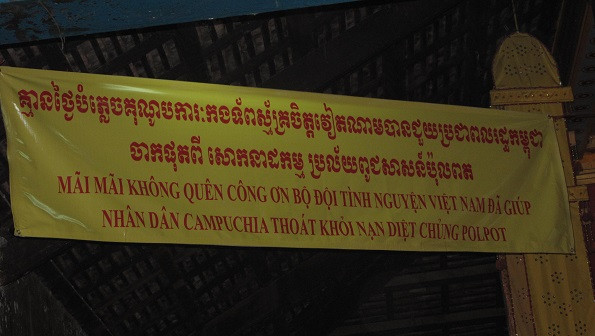 គ្មានថ្ងៃបំភ្លេចគុណូបការៈកងទ័ពស្ម័គ្រចិត្តវៀតណាមបានជួយប្រជាពលរដ្ឋកម្ពុជា
ចាកផុតពី សោកនាដកម្ម ប្រល័យពូជសាសន៍ប៉ុលពត
MÃI MÃI KHÔNG QUÊN CÔNG ƠN BỘ ĐỘI TÌNH NGUYỆN VIỆT NAM ĐÃ GIÚP
NHÂN DÂN CAMPUCHIA THOÁT KHỎI NẠN DIỆT CHỦNG POLPOT